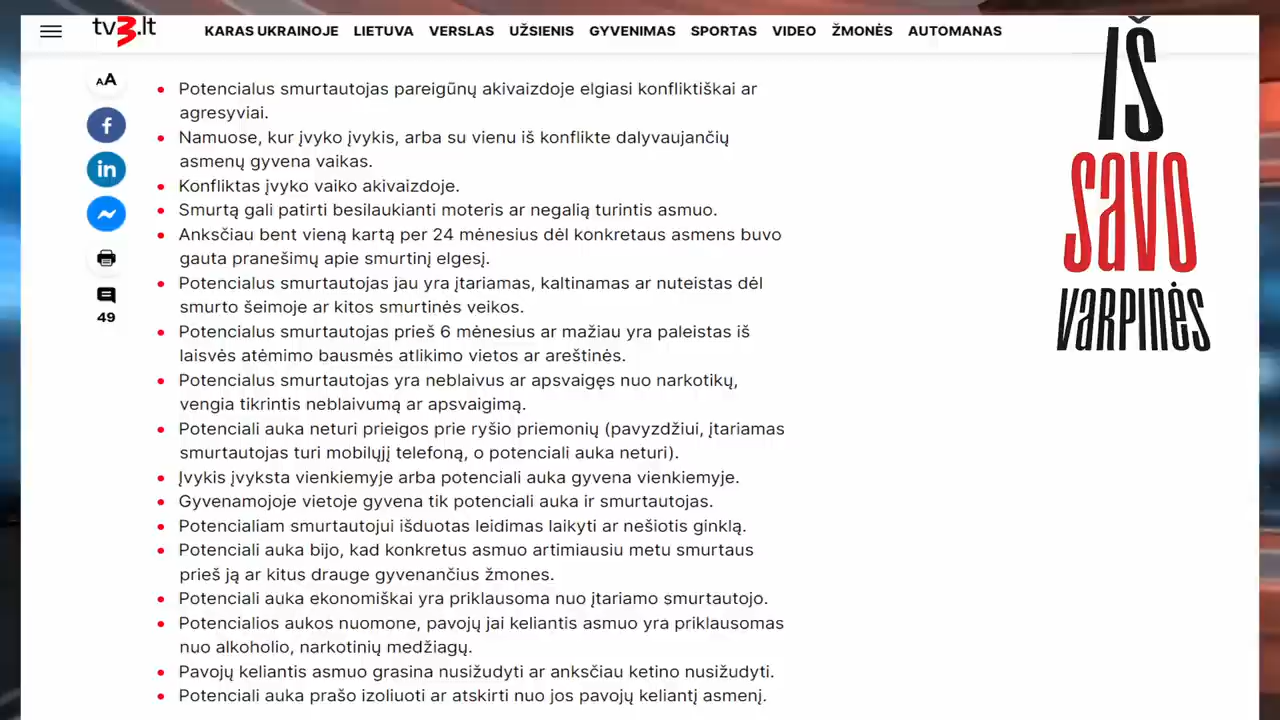 tv3.lt
KARAS UKRAINOJE LIETUVA VERSLAS UŽSIENIS GYVENIMAS SPORTAS VIDEO ŽMONĖS AUTOMANAS
AA
f
in
49
Potencialus smurtautojas pareigūnų akivaizdoje elgiasi konfliktiškai ar
agresyviai.
Namuose, kur įvyko įvykis, arba su vienu iš konflikte dalyvaujančių
asmenų gyvena vaikas.
Konfliktas įvyko vaiko akivaizdoje.
Smurtą gali patirti besilaukianti moteris ar negalią turintis asmuo.
Anksčiau bent vieną kartą per 24 mėnesius dėl konkretaus asmens buvo
gauta pranešimų apie smurtinį elgesį.
Potencialus smurtautojas jau yra įtariamas, kaltinamas ar nuteistas dėl
smurto šeimoje ar kitos smurtinės veikos.
Potencialus smurtautojas prieš 6 mėnesius ar mažiau yra paleistas iš
laisvės atėmimo bausmės atlikimo vietos ar areštinės.
Potencialus smurtautojas yra neblaivus ar apsvaigęs nuo narkotikų,
vengia tikrintis neblaivumą ar apsvaigimą.
Potenciali auka neturi prieigos prie ryšio priemonių (pavyzdžiui, įtariamas
smurtautojas turi mobilųjį telefoną, o potenciali auka neturi).
Įvykis įvyksta vienkiemyje arba potenciali auka gyvena vienkiemyje.
Gyvenamojoje vietoje gyvena tik potenciali auka ir smurtautojas.
Potencialiam smurtautojui išduotas leidimas laikyti ar nešiotis ginklą.
Potenciali auka bijo, kad konkretus asmuo artimiausiu metu smurtaus
prieš ją ar kitus drauge gyvenančius žmones.
Potenciali auka ekonomiškai yra priklausoma nuo įtariamo smurtautojo.
Potencialios aukos nuomone, pavojų jai keliantis asmuo yra priklausomas
nuo alkoholio, narkotinių medžiagų.
Pavojų keliantis asmuo grasina nusižudyti ar anksčiau ketino nusižudyti.
Potenciali auka prašo izoliuoti ar atskirti nuo jos pavojų keliantį asmenį.
IŠ
SAVO
VARPINĖS